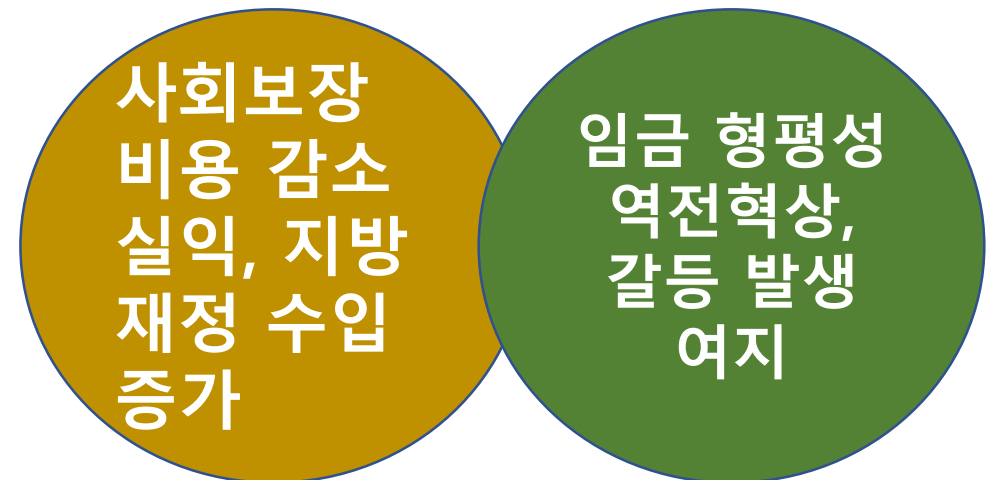 사회보장
비용 감소
실익, 지방
재정 수입
증가
임금 형평성
역전혁상,
갈등 발생
여지